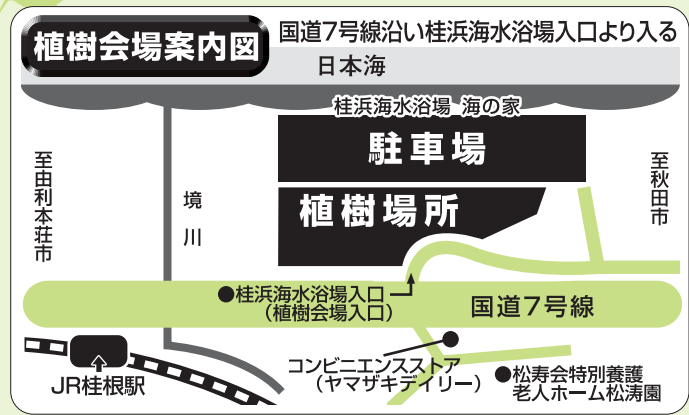 植樹会場案内図
国道7号線沿い桂浜海水浴場入口より入る
日本海
桂浜海水浴場 海の家
駐車場
植樹場所
至由利本荘市
境川
至秋田市
●桂浜海水浴場入口
（植樹会場入口）
国道7号線
JR桂根駅
コンビニエンスストア
（ヤマザキデイリー）
●松寿会特別養護
老人ホーム松涛園